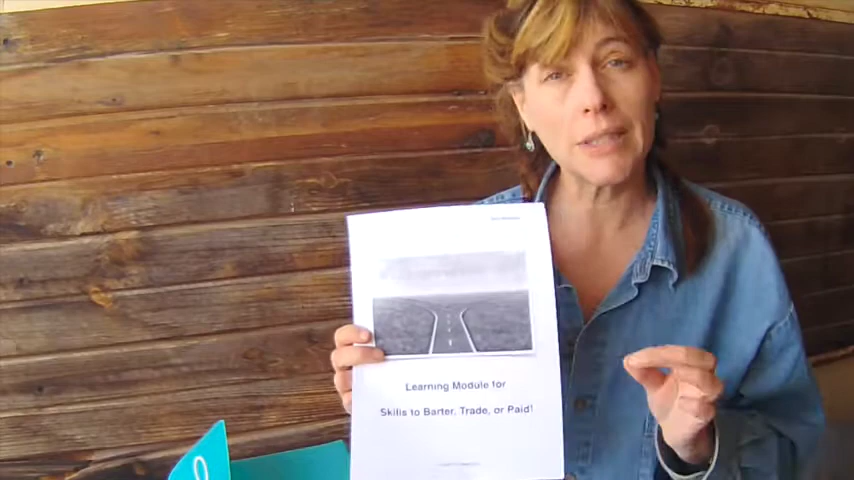 Learning Module for
Skills to Barter, Trade, or Paid!